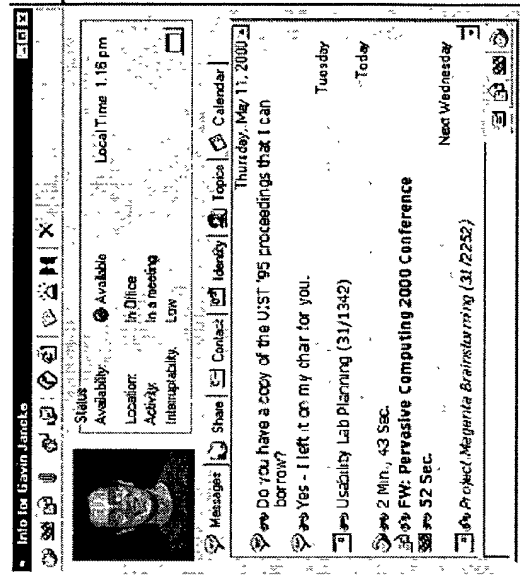 Info for Gavin Jancke
Status
Availability: Available Local Time 1.16 pm
Location: In Office
Activity: In a meeting
Interruptability. Low
Messages Share Contact Identity Topics Calendar
Thursday, May 11, 2000
Do you have a copy of the UIST '95 proceedings that I can
borrow?
Yes - I left it on my chair for you. Tuesday
Usability Lab Planning (31/1342)
Today
2 Min., 43 Sec.
FW: Pervasive Computing 2000 Conference
52 Sec.
Next Wednesday
Project Magenta Brainstorming (31/2252)